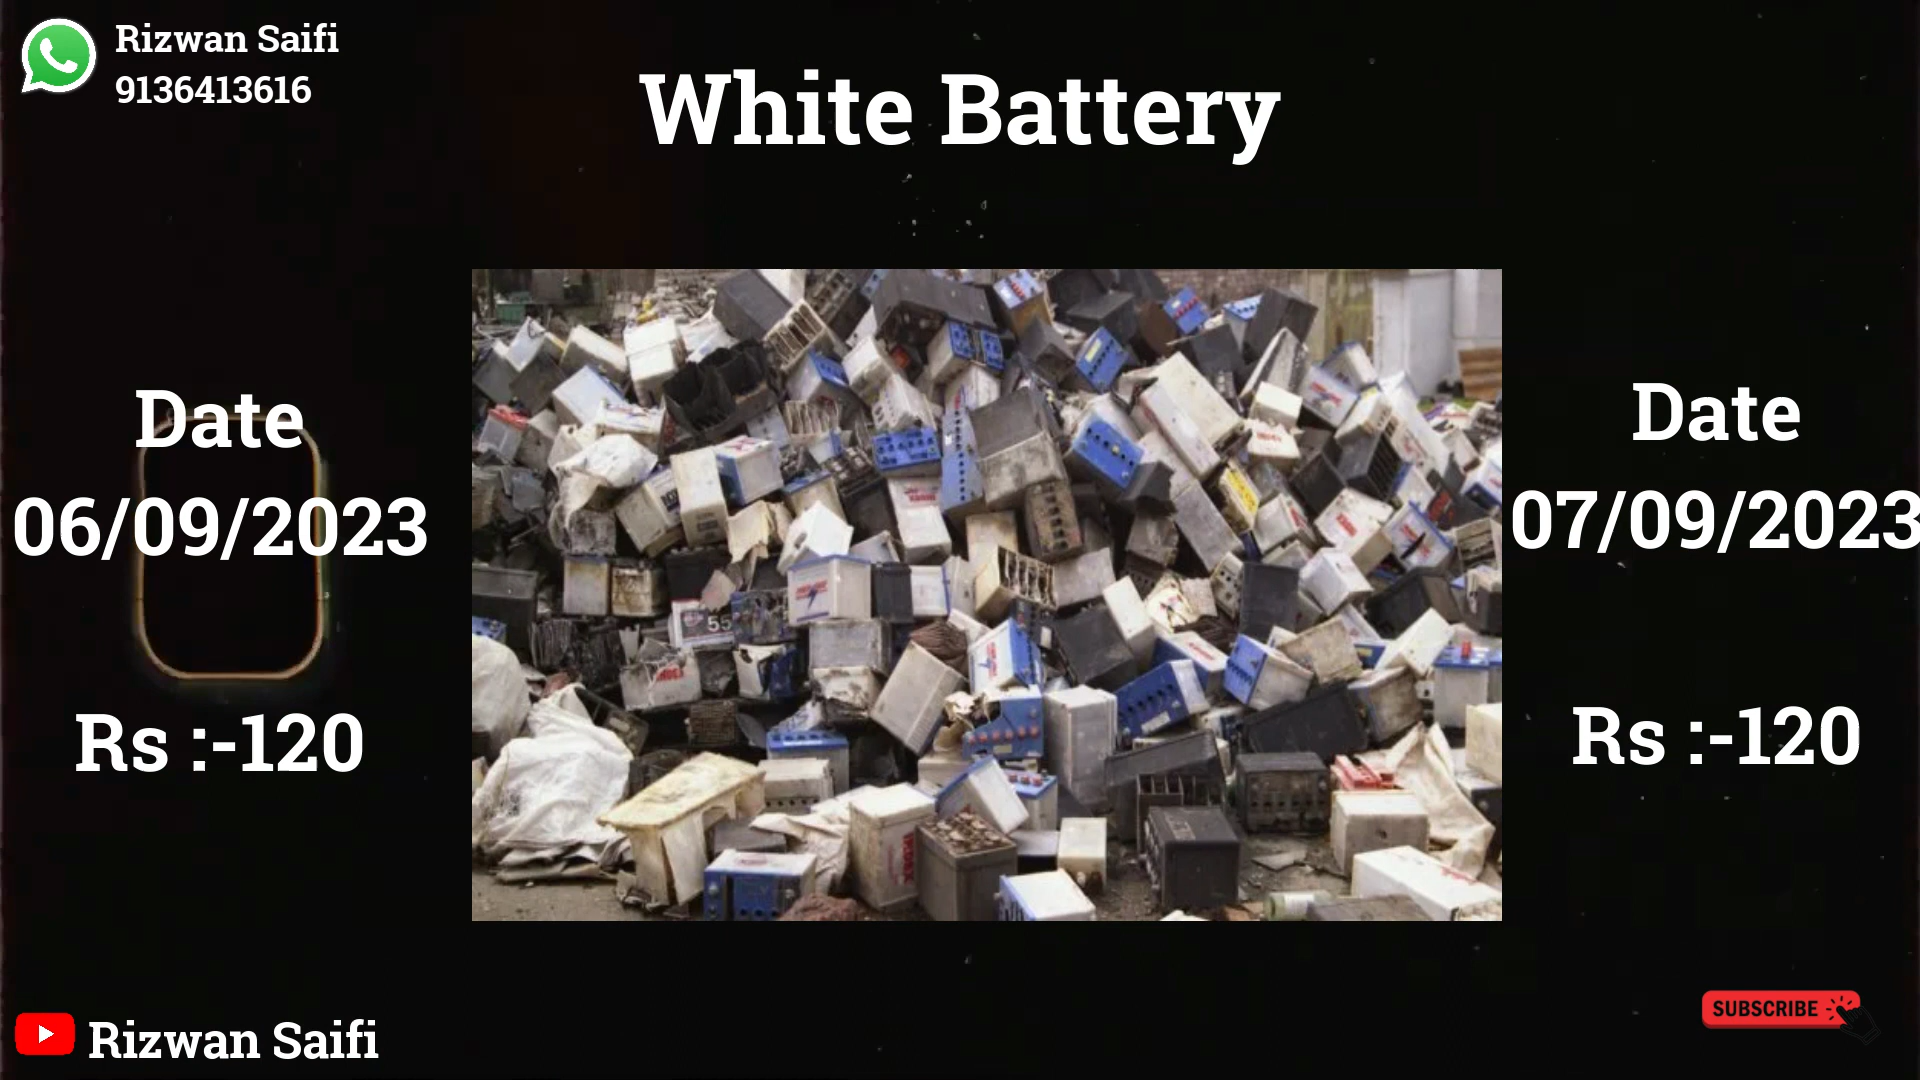 Rizwan Saifi
9136413616
White Battery
Date
06/09/2023
Rs :-120
Date
07/09/2023
Rs :-120
55
Rizwan Saifi
SUBSCRIBE